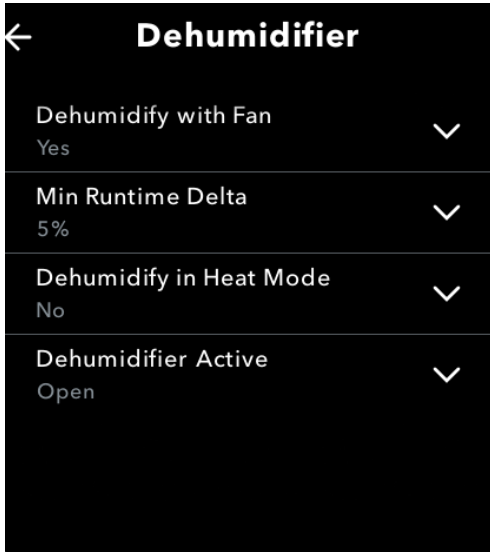 Dehumidifier
Dehumidify with Fan
Yes
Min Runtime Delta
5%
Dehumidify in Heat Mode
No
Dehumidifier Active
Open